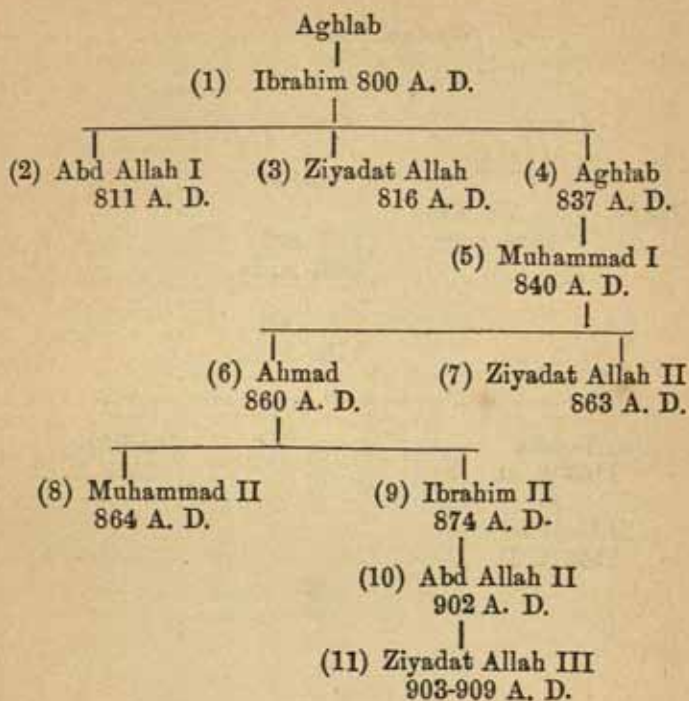 Aghlab
(1) Ibrahim 800 A. D.
(2) Abd Allah I (3) Ziyadat Allah (4) Aghlab
811 A. D. 816 A. D. 837 A. D.
(5) Muhammad I
840 A. D.
(6) Ahmad (7) Ziyadat Allah II
860 A. D. 863 A. D.
(8) Muhammad II (9) Ibrahim II
864 A. D. 874 A. D-
(10) Abd Allah II
902 A. D.
(11) Ziyadat Allah III
903-909 A. D.